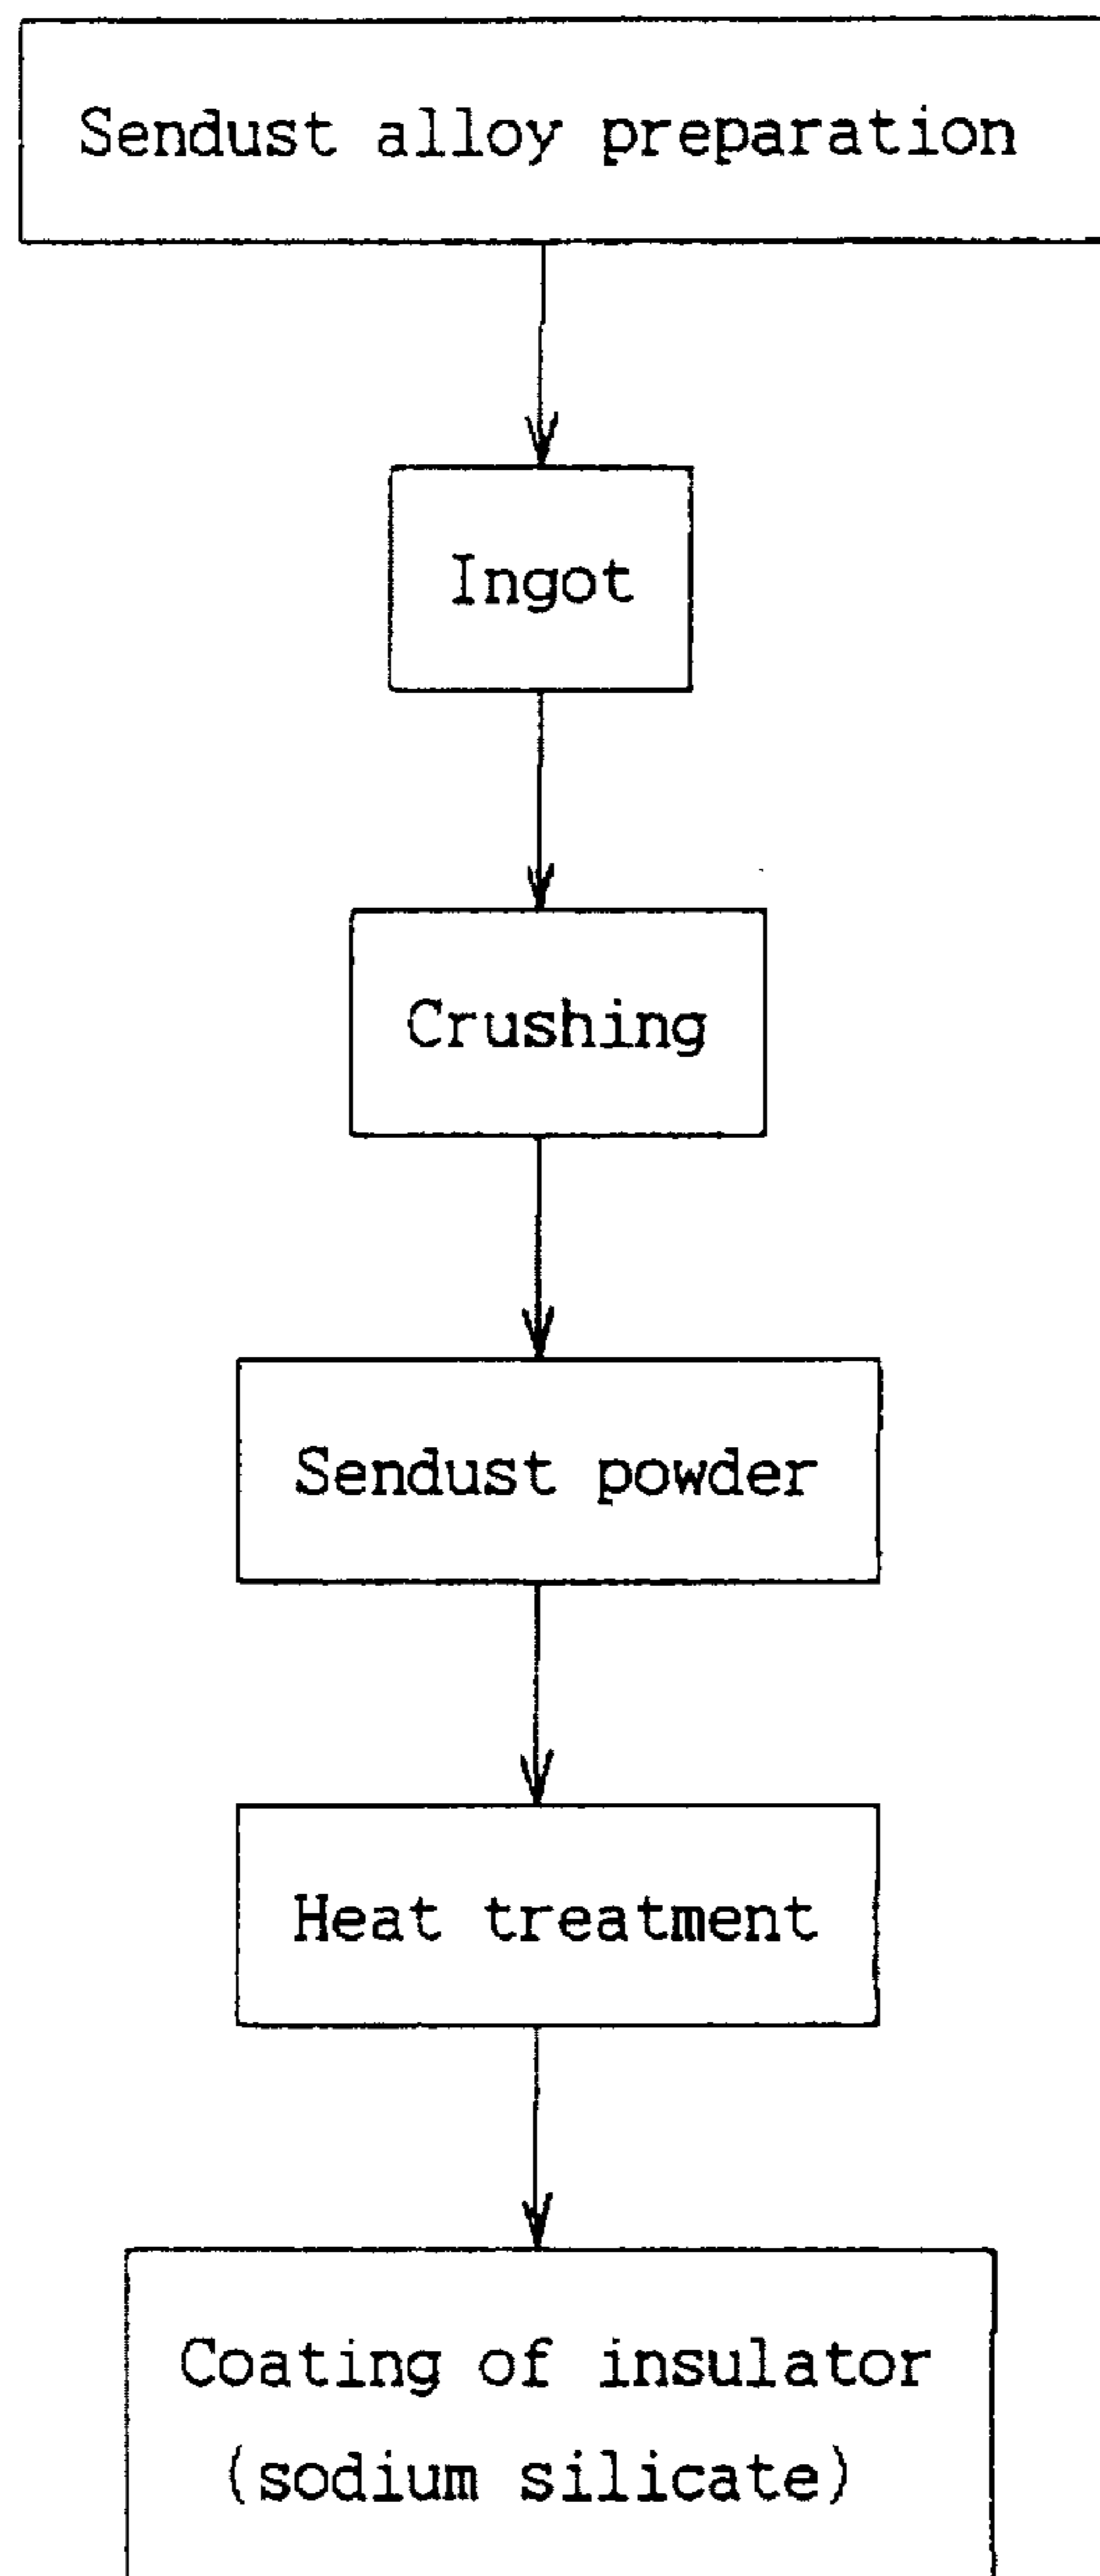 Sendust alloy preparation
Ingot
Crushing
Sendust powder
Heat treatment
Coating of insulator
(sodium silicate)